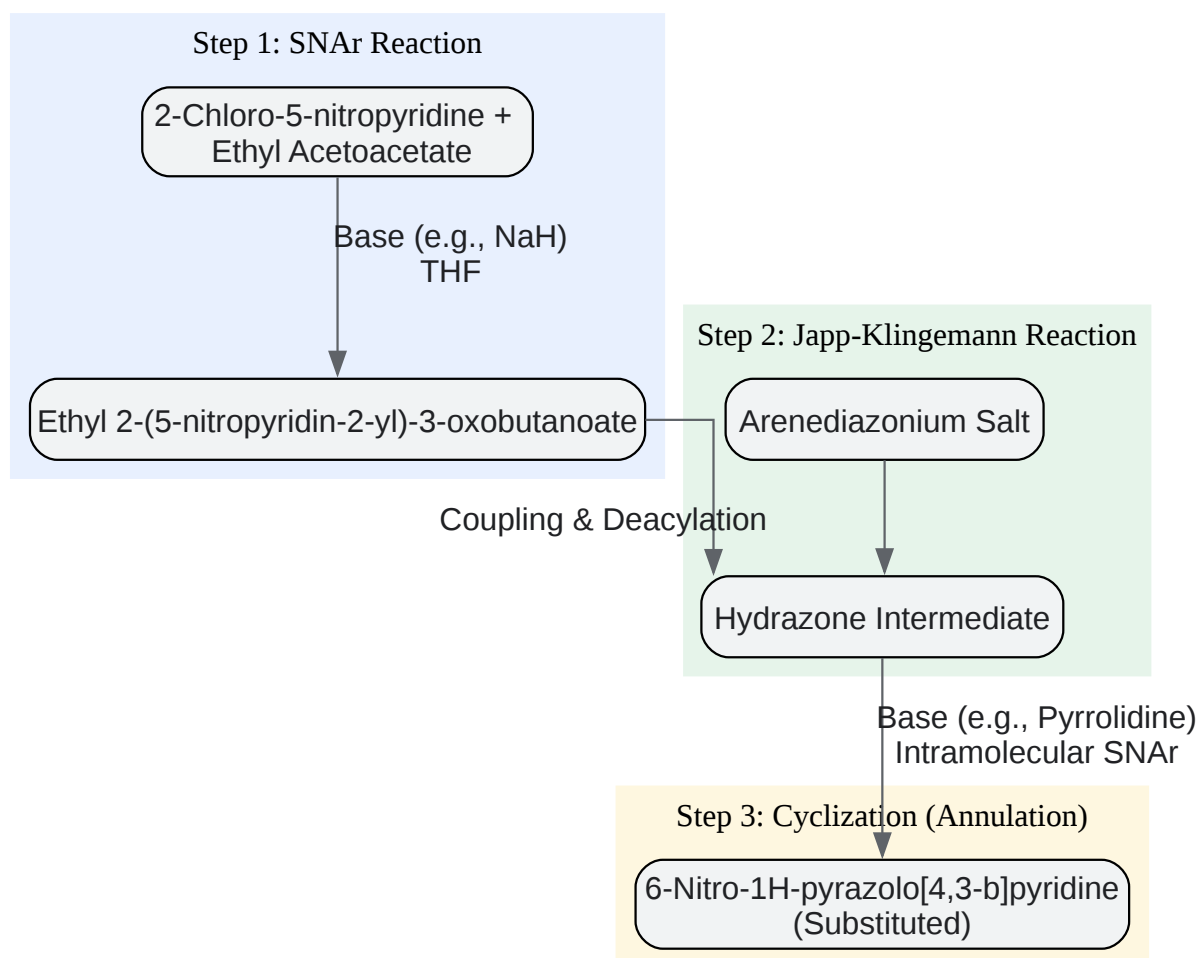 Step 1: SNAr Reaction
2-Chloro-5-nitropyridine +
Ethyl Acetoacetate
Base (e.g., NaH)
THF
Ethyl 2-(5-nitropyridin-2-yl)-3-oxobutanoate
Step 2: Japp-Klingemann Reaction
Arenediazonium Salt
Coupling & Deacylation
Hydrazone Intermediate
Base (e.g., Pyrrolidine)
Intramolecular SNAr
Step 3: Cyclization (Annulation)
6-Nitro-1H-pyrazolo[4,3-b]pyridine
(Substituted)